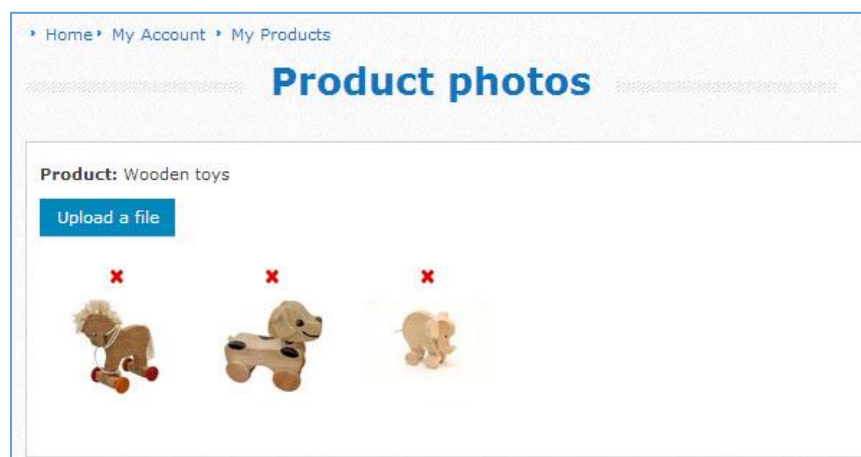 Home My Account My Products
Product photos
Product: Wooden toys
Upload a file